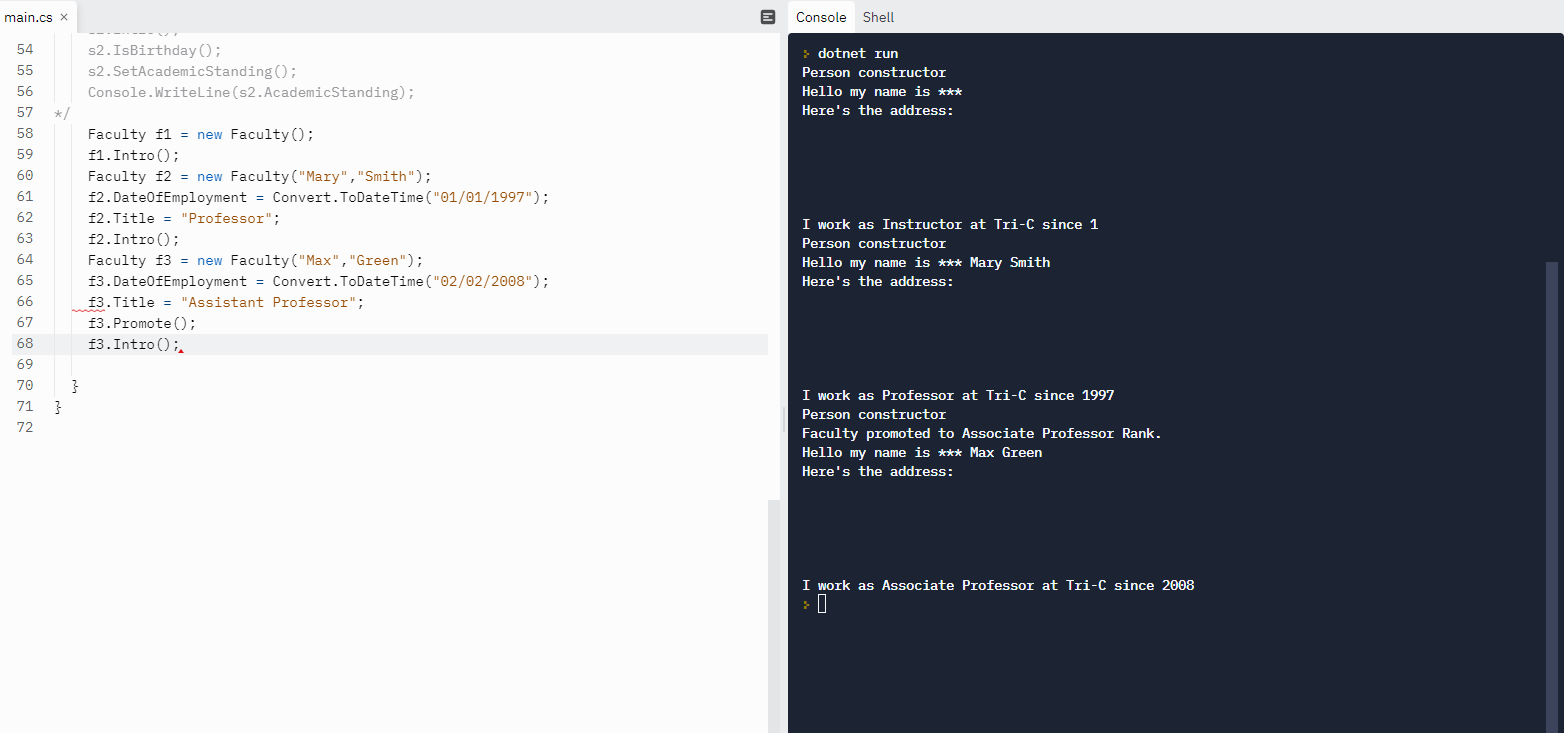 main.cs ×
54 s2.IsBirthday();
55 s2.SetAcademicStanding();
56 Console.WriteLine(s2.AcademicStanding);
57 */
58 Faculty f1 = new Faculty();
59 f1.Intro();
60 Faculty f2 = new Faculty("Mary","Smith");
61 f2.DateOfEmployment = Convert.ToDateTime("01/01/1997");
62 f2.Title = "Professor";
63 f2.Intro();
64 Faculty f3 = new Faculty("Max","Green");
65 f3.DateOfEmployment = Convert.ToDateTime("02/02/2008");
66 f3.Title = "Assistant Professor";
67 f3.Promote();
68 f3.Intro();
69
70 }
71 }
72
Console Shell
dotnet run
Person constructor
Hello my name is ***
Here's the address:
I work as Instructor at Tri-C since 1
Person constructor
Hello my name is *** Mary Smith
Here's the address:
I work as Professor at Tri-C since 1997
Person constructor
Faculty promoted to Associate Professor Rank.
Hello my name is *** Max Green
Here's the address:
I work as Associate Professor at Tri-C since 2008